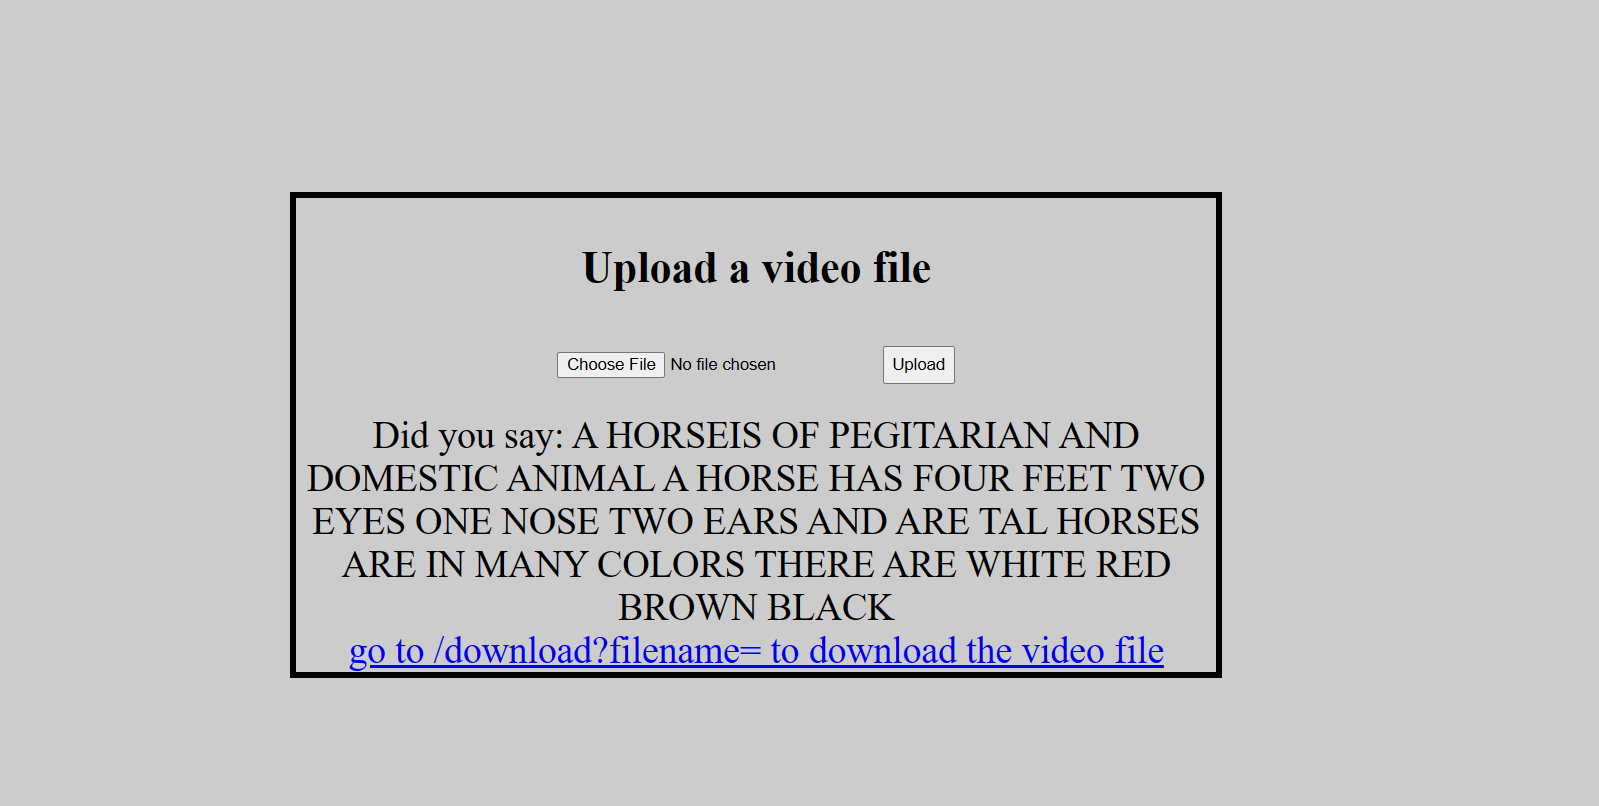 Upload a video file
Choose File No file chosen Upload
Did you say: A HORSEIS OF PEGITARIAN AND
DOMESTIC ANIMAL A HORSE HAS FOUR FEET TWO
EYES ONE NOSE TWO EARS AND ARE TAL HORSES
ARE IN MANY COLORS THERE ARE WHITE RED
BROWN BLACK
go to /download?filename= to download the video file